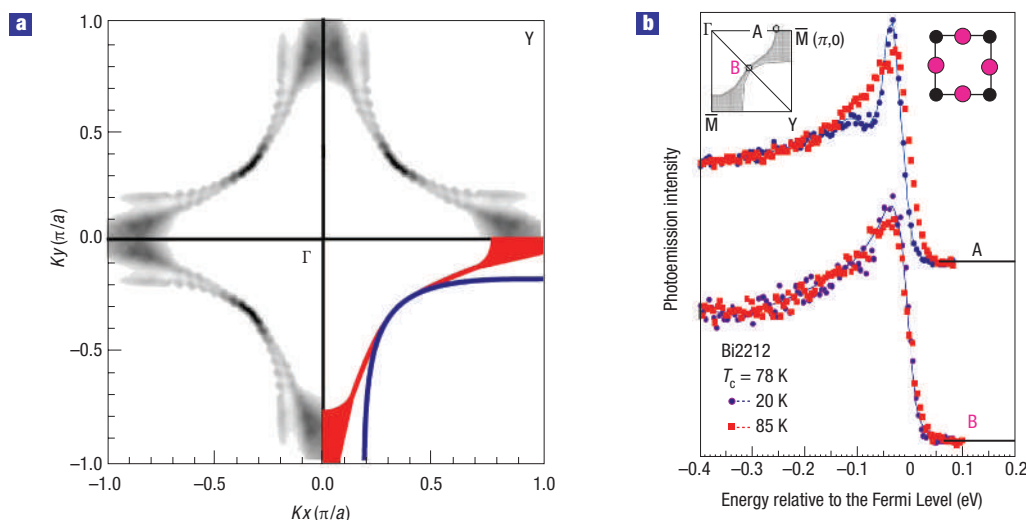 a
1.0
0.5
0.0
−0.5
−1.0
Ky (π/a)
Y
Γ
−1.0
−0.5
0.0
0.5
1.0
Kx (π/a)
b
Photoemission intensity
Γ
A
M̅ (π,0)
B
M̅
Y
A
Bi2212
Tc = 78 K
20 K
85 K
B
−0.4
−0.3
−0.2
−0.1
0
0.1
0.2
Energy relative to the Fermi Level (eV)